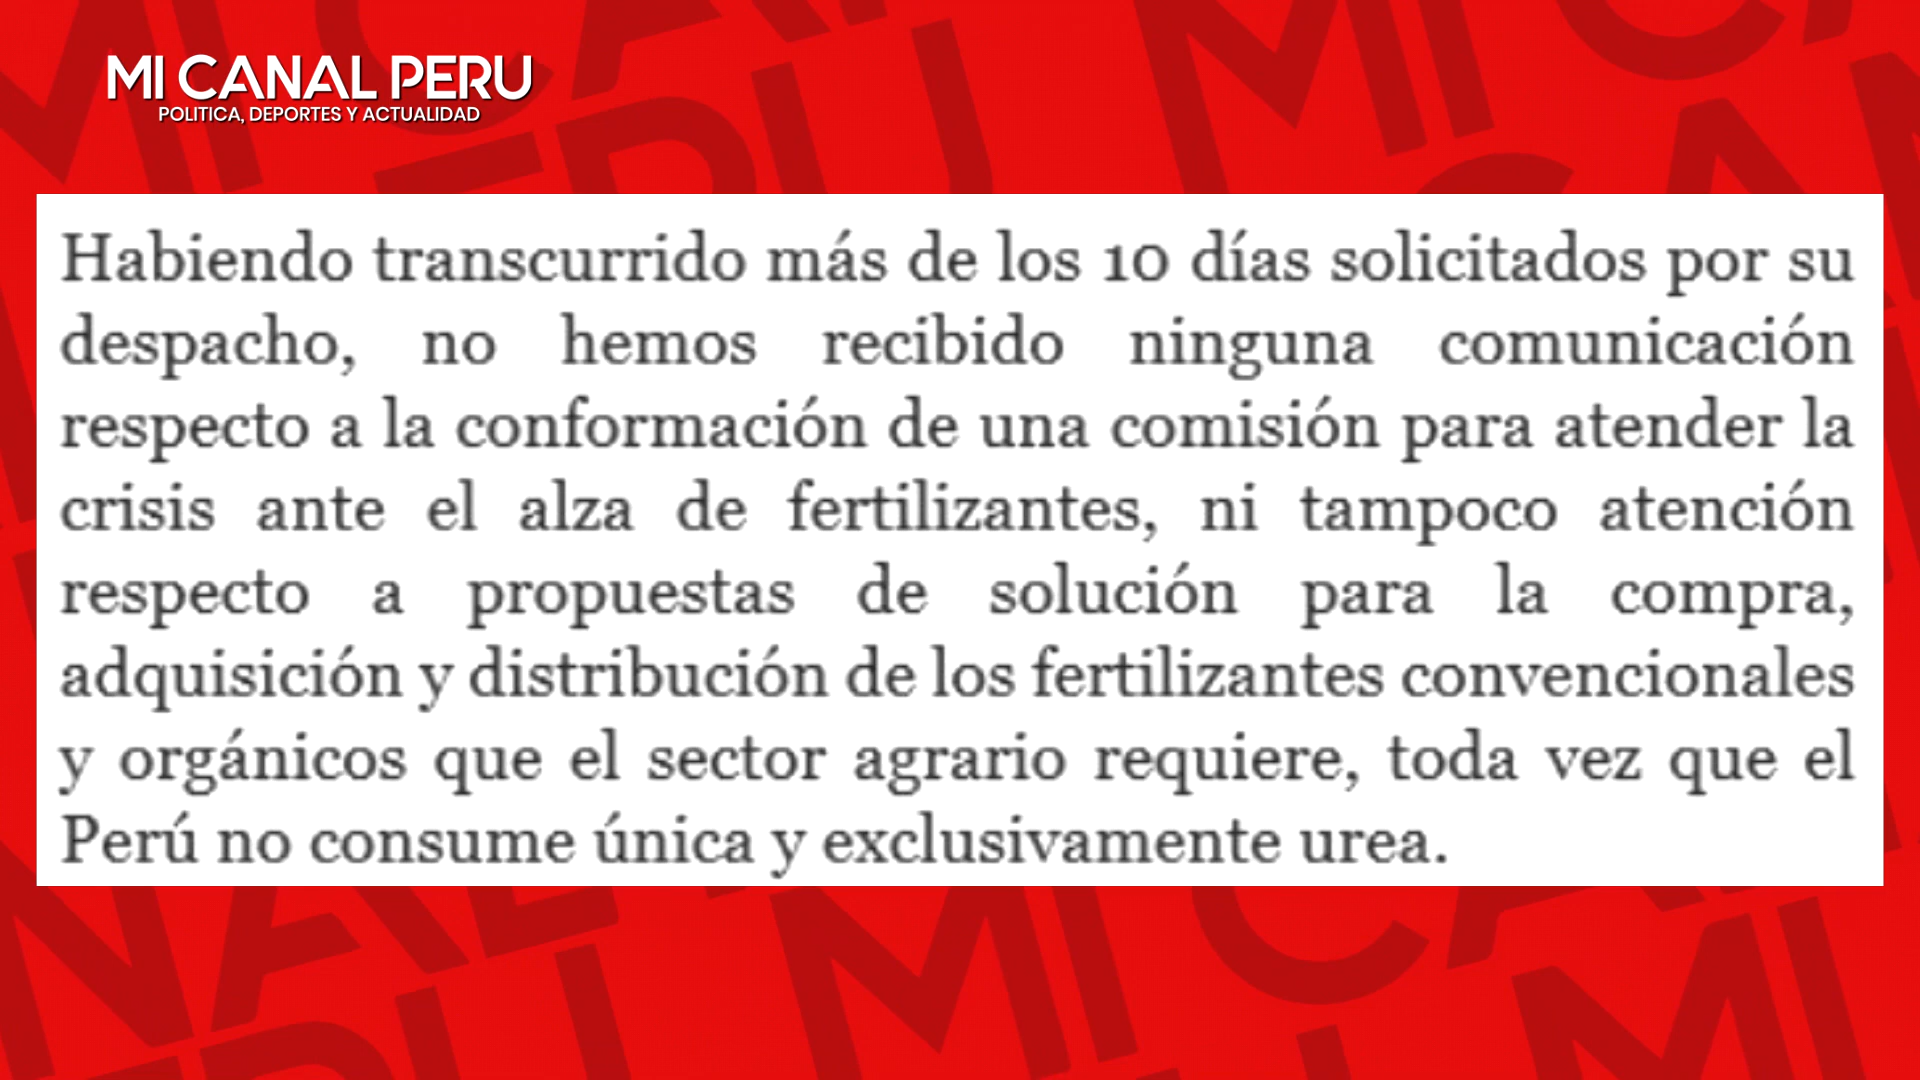 MI CANAL PERU
POLITICA, DEPORTES Y ACTUALIDAD
Habiendo transcurrido más de los 10 días solicitados por su
despacho, no hemos recibido ninguna comunicación
respecto a la conformación de una comisión para atender la
crisis ante el alza de fertilizantes, ni tampoco atención
respecto a propuestas de solución para la compra,
adquisición y distribución de los fertilizantes convencionales
y orgánicos que el sector agrario requiere, toda vez que el
Perú no consume única y exclusivamente urea.